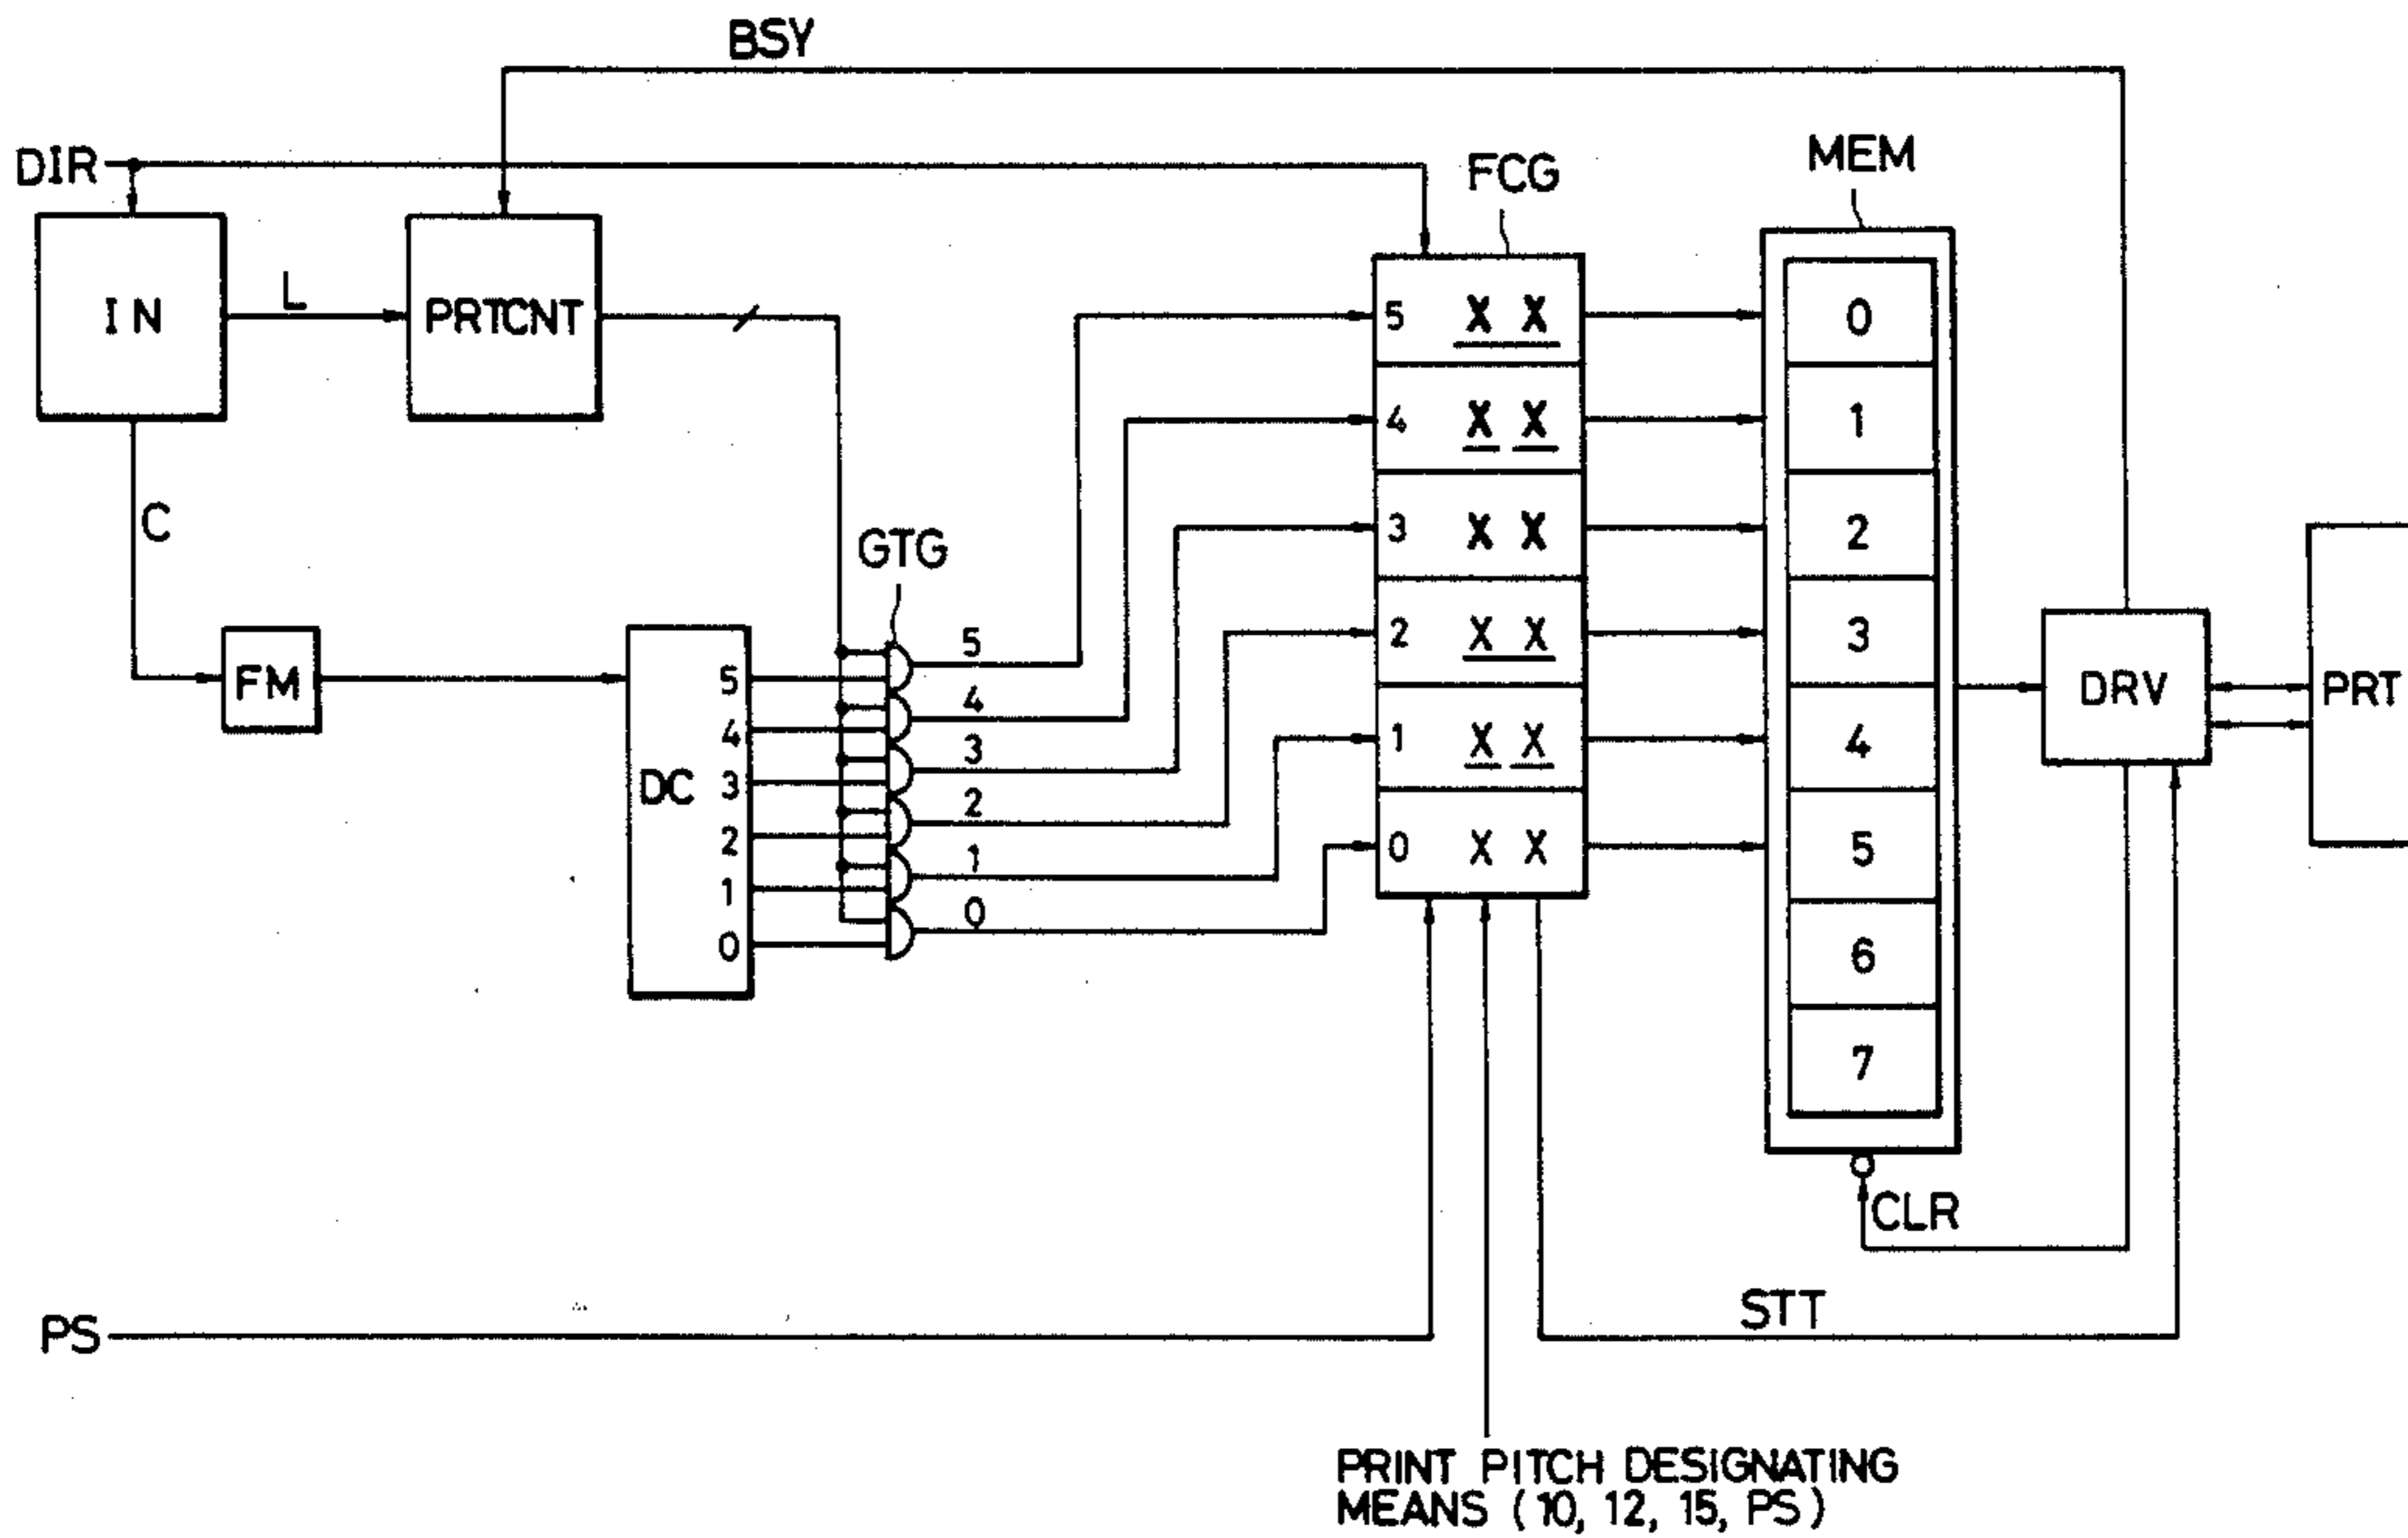 BSY
DIR
FCG
MEM
IN
L
PRTCNT
5 X X
4 X X
3 X X
2 X X
1 X X
0 X X
0
1
2
3
4
5
6
7
C
GTG
FM
DC
5
4
3
2
1
0
5
4
3
2
1
0
DRV
PRT
CLR
STT
PS
PRINT PITCH DESIGNATING
MEANS (10, 12, 15, PS)